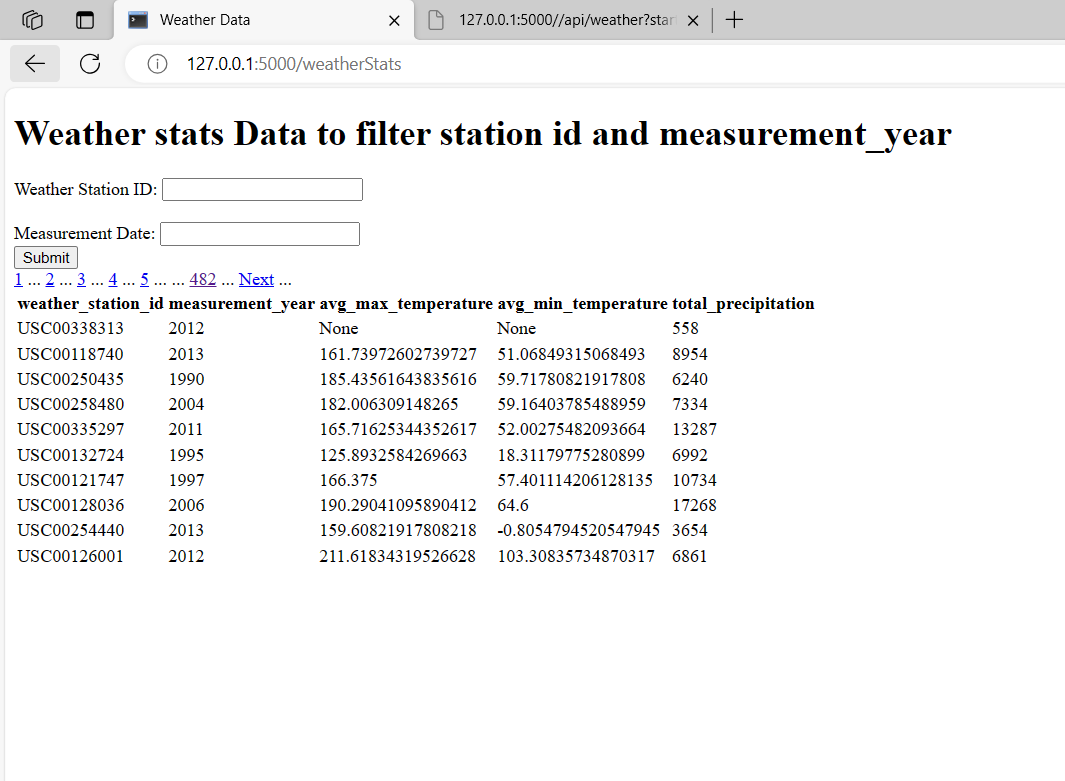 Weather Data
127.0.0.1:5000//api/weather?star
127.0.0.1:5000/weatherStats
Weather stats Data to filter station id and measurement_year
Weather Station ID:
Measurement Date:
Submit
1 ... 2 ... 3 ... 4 ... 5 ... ... 482 ... Next ...
weather_station_id measurement_year avg_max_temperature avg_min_temperature total_precipitation
USC00338313 2012 None None 558
USC00118740 2013 161.73972602739727 51.06849315068493 8954
USC00250435 1990 185.43561643835616 59.71780821917808 6240
USC00258480 2004 182.006309148265 59.16403785488959 7334
USC00335297 2011 165.71625344352617 52.00275482093664 13287
USC00132724 1995 125.8932584269663 18.31179775280899 6992
USC00121747 1997 166.375 57.401114206128135 10734
USC00128036 2006 190.29041095890412 64.6 17268
USC00254440 2013 159.60821917808218 -0.8054794520547945 3654
USC00126001 2012 211.61834319526628 103.30835734870317 6861